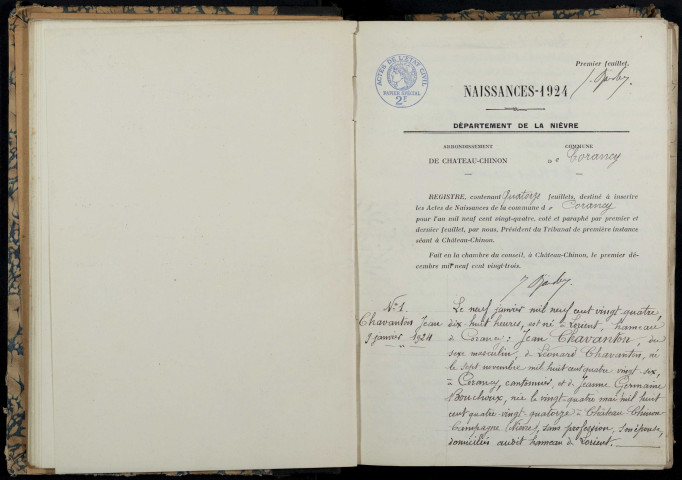 Premier feuillet.
ACTES DE L'ETAT CIVIL
PAPIER SPECIAL
2F
NAISSANCES-1924
DÉPARTEMENT DE LA NIÈVRE
ARRONDISSEMENT
DE CHATEAU-CHINON
COMMUNE
de Corancy
REGISTRE, contenant Quatorze feuillets, destiné à inscrire
les Actes de Naissances de la commune de Corancy
pour l'an mil neuf cent vingt-quatre, coté et paraphé par premier et
dernier feuillet, par nous, Président du Tribunal de première instance
séant à Château-Chinon.
Fait en la chambre du conseil, à Château-Chinon, le premier dé-
cembre mil neuf cent vingt-trois.
N° 1.
Chavanton Jean
9 janvier 1924
Le neuf janvier mil neuf cent vingt quatre,
dix-huit heures, est né à Lorient, hameau
de Corancy : Jean Chavanton, du
sexe masculin, de Léonard Chavanton, né
le sept novembre mil huit cent quatre vingt-six,
à Corancy, cantonnier, et de Jeanne Germaine
Bouchoux, née le vingt-quatre mai mil huit
cent quatre-vingt-quatorze à Château-Chinon-
Campagne (Nièvre), sans profession, son épouse,
domiciliés audit hameau de Lorient.